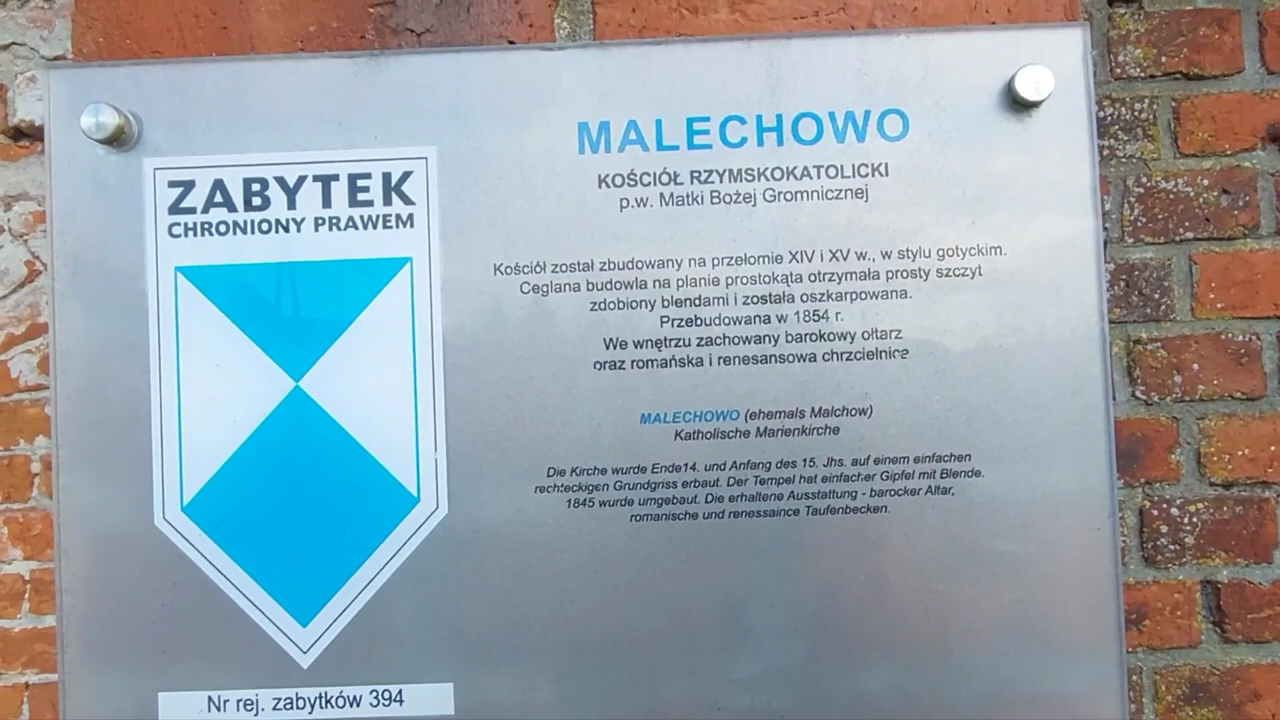 ZABYTEK
CHRONIONY PRAWEM
Nr rej. zabytków 394
MALECHOWO
KOŚCIÓŁ RZYMSKOKATOLICKI
p.w. Matki Bożej Gromnicznej
Kościół został zbudowany na przełomie XIV i XV w., w stylu gotyckim.
Ceglana budowla na planie prostokąta otrzymała prosty szczyt
zdobiony blendami i została oszkarpowana.
Przebudowana w 1854 r.
We wnętrzu zachowany barokowy ołtarz
oraz romańska i renesansowa chrzcielnice
MALECHOWO (ehemals Malchow)
Katholische Marienkirche
Die Kirche wurde Ende14. und Anfang des 15. Jhs. auf einem einfachen
rechteckigen Grundgriss erbaut. Der Tempel hat einfacher Gipfel mit Blende.
1845 wurde umgebaut. Die erhaltene Ausstattung - barocker Altar,
romanische und renessaince Taufenbecken.